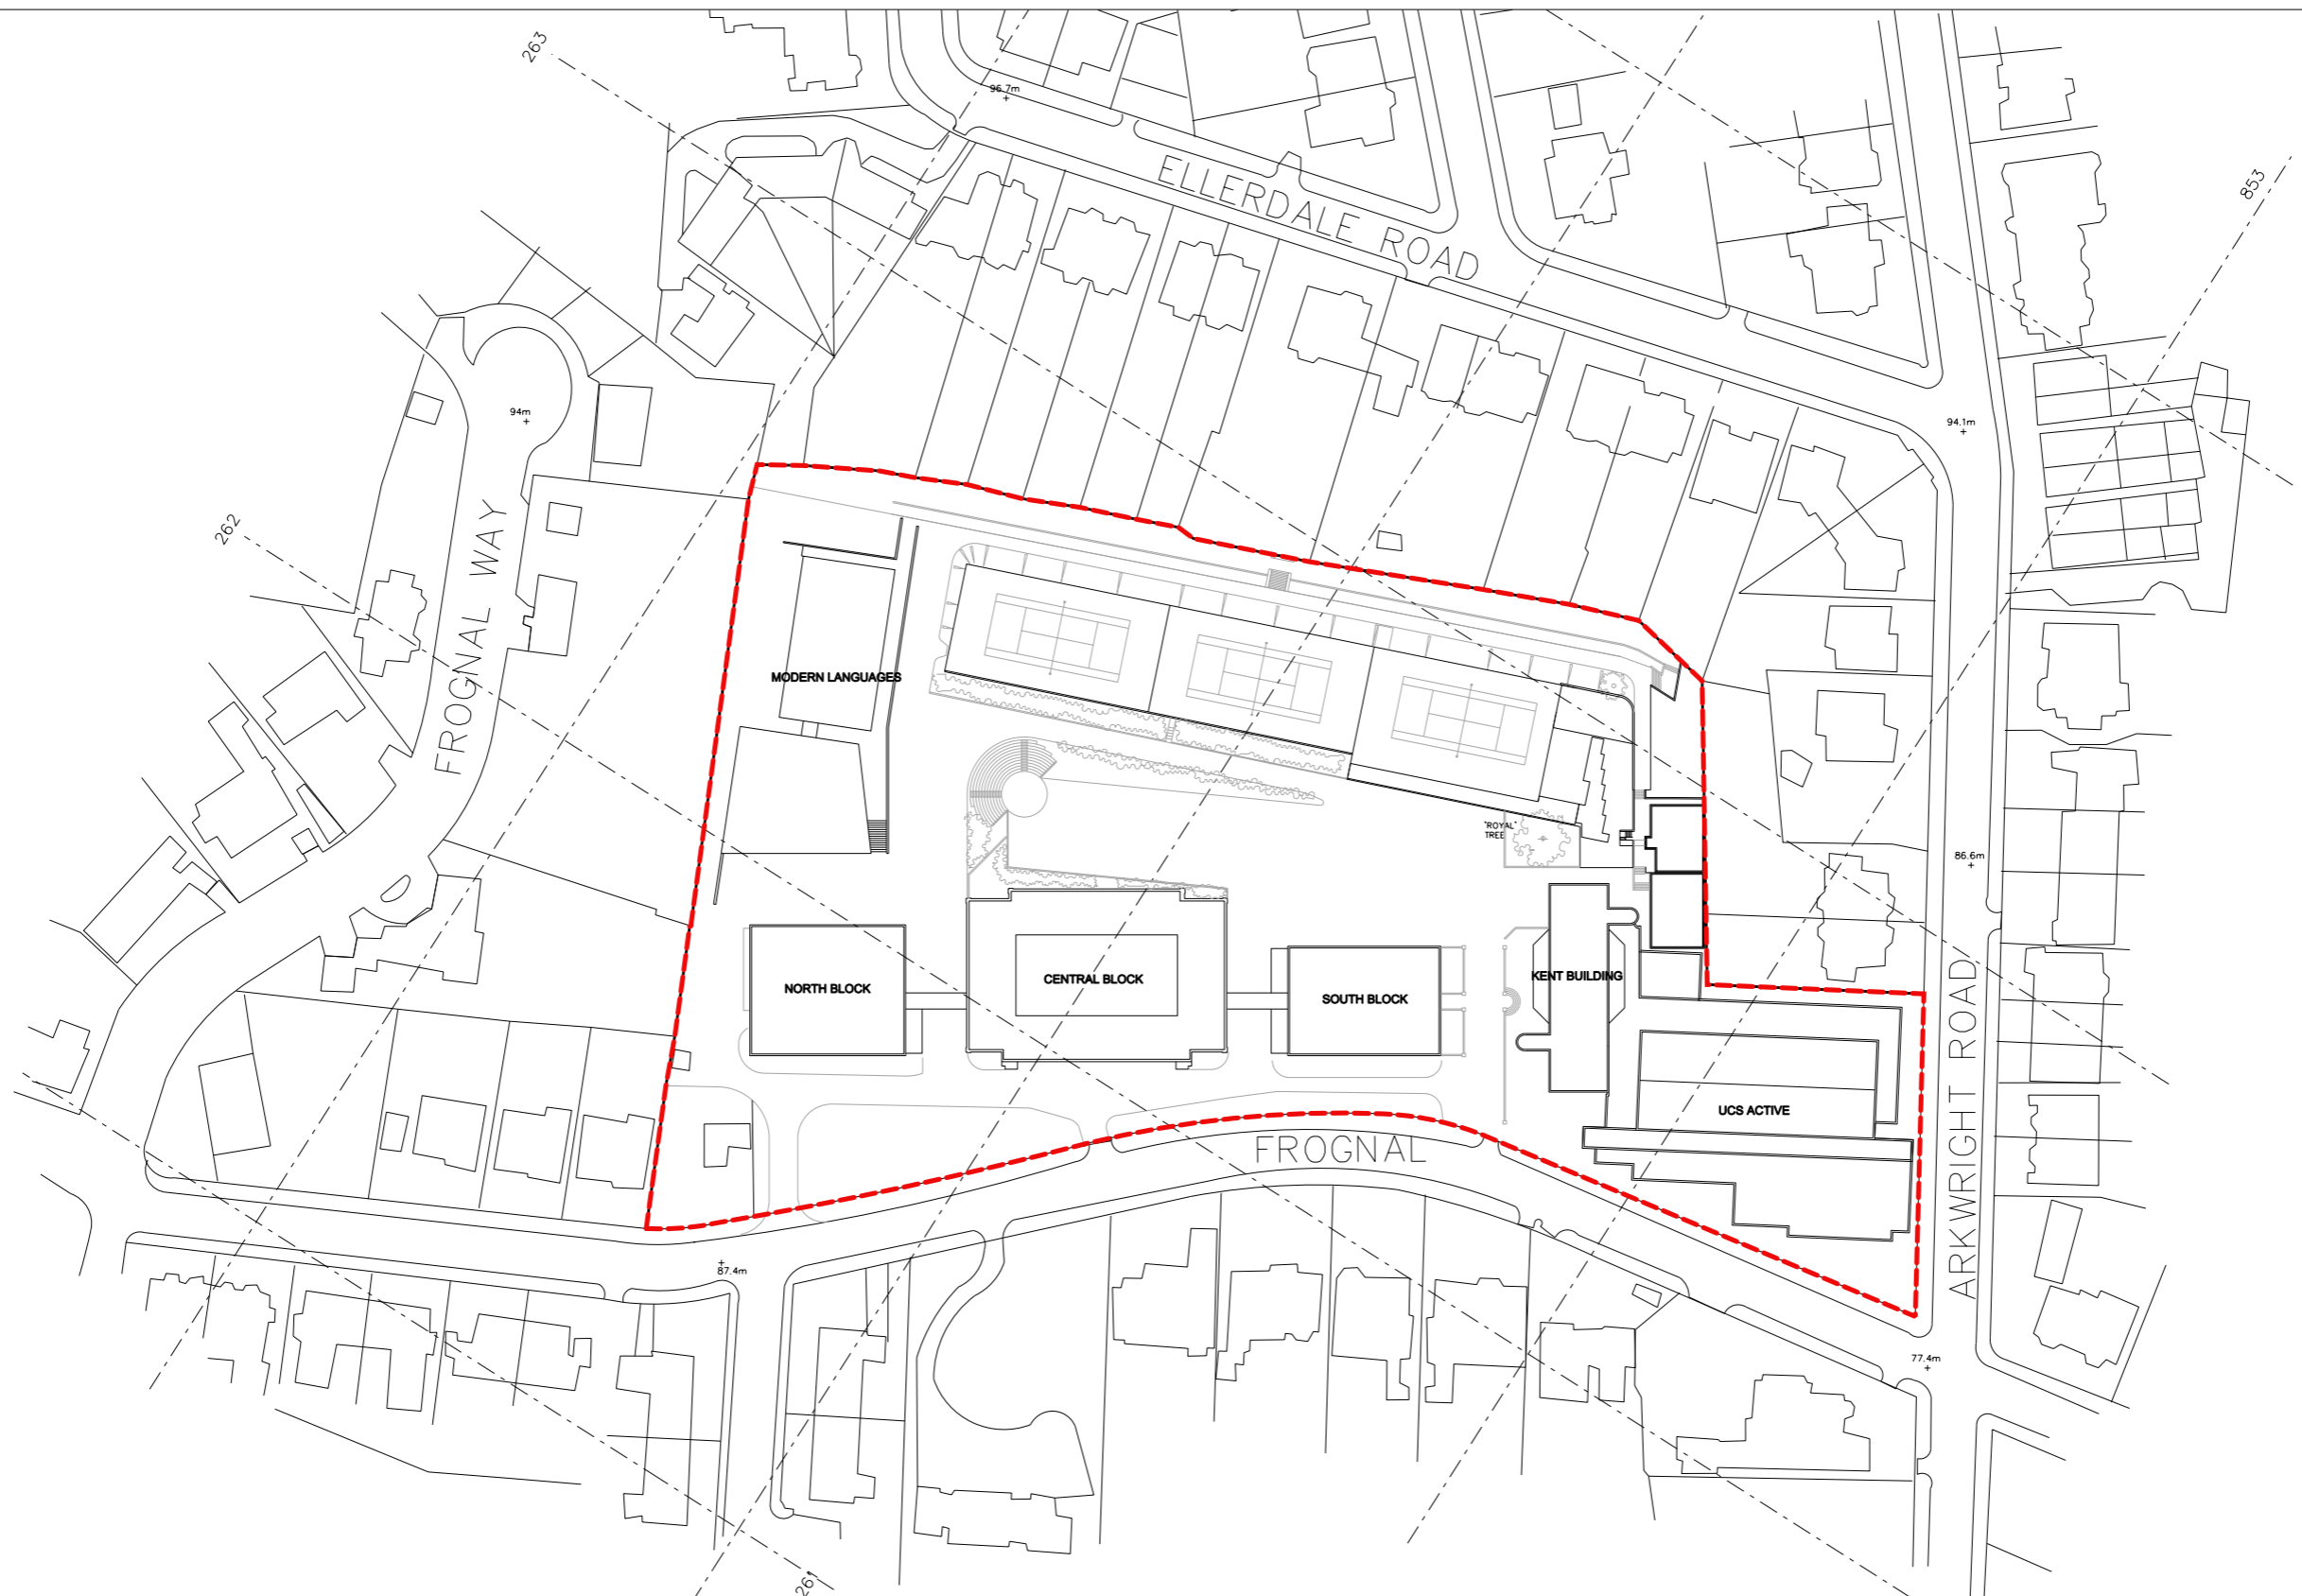 263
96.7m
ELLERDALE ROAD
853
94m
94.1m
262
FROGNAL WAY
MODERN LANGUAGES
"ROYAL"
TREE
86.6m
NORTH BLOCK
CENTRAL BLOCK
SOUTH BLOCK
KENT BUILDING
UCS ACTIVE
FROGNAL
ARKWRIGHT ROAD
87.4m
77.4m
261